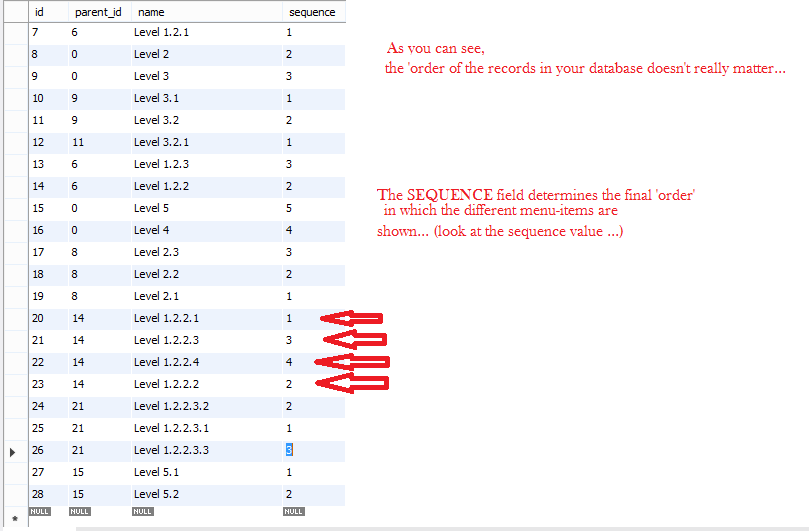 id parent_id name sequence
7 6 Level 1.2.1 1
8 0 Level 2 2
9 0 Level 3 3
10 9 Level 3.1 1
11 9 Level 3.2 2
12 11 Level 3.2.1 1
13 6 Level 1.2.3 3
14 6 Level 1.2.2 2
15 0 Level 5 5
16 0 Level 4 4
17 8 Level 2.3 3
18 8 Level 2.2 2
19 8 Level 2.1 1
20 14 Level 1.2.2.1 1
21 14 Level 1.2.2.3 3
22 14 Level 1.2.2.4 4
23 14 Level 1.2.2.2 2
24 21 Level 1.2.2.3.2 2
25 21 Level 1.2.2.3.1 1
26 21 Level 1.2.2.3.3 3
27 15 Level 5.1 1
28 15 Level 5.2 2
NULL NULL NULL NULL
As you can see,
the 'order of the records in your database doesn't really matter...
The SEQUENCE field determines the final 'order'
in which the different menu-items are
shown... (look at the sequence value ...)